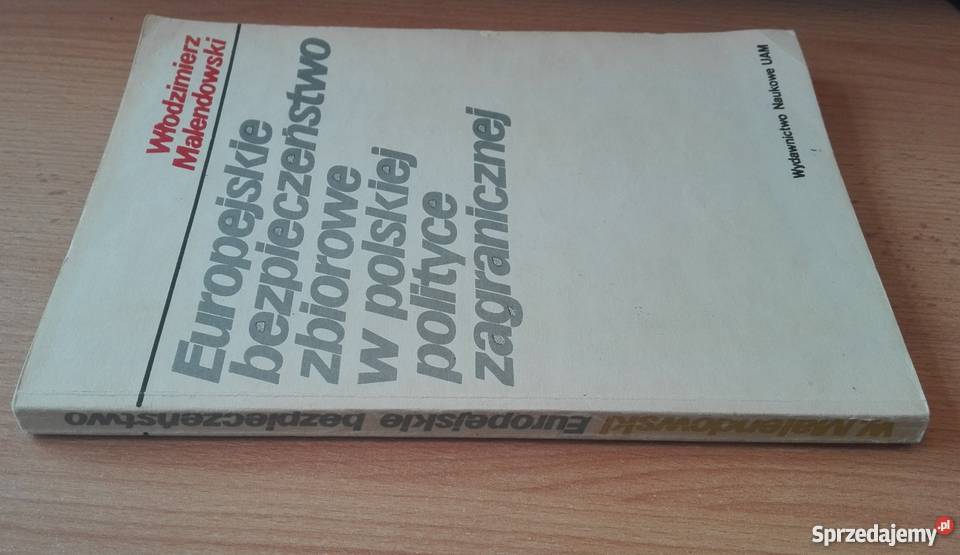 Włodzimierz
Malendowski
Europejskie
bezpieczeństwo
zbiorowe
w polskiej
polityce
zagranicznej
Wydawnictwo Naukowe UAM
W. Malendowski Europejskie bezpieczeństwo
Sprzedajemy.pl